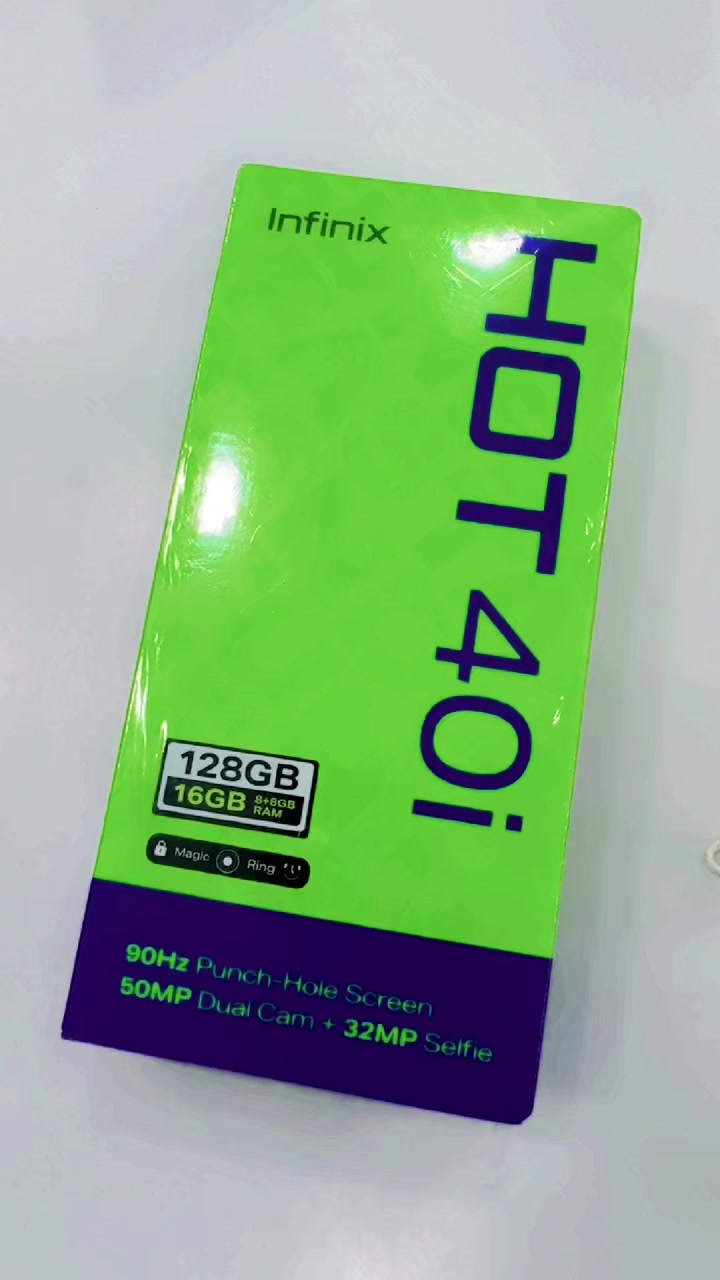 Infinix
HOT 40i
128GB
16GB 8+8GB
RAM
Magic Ring
90Hz Punch-Hole Screen
50MP Dual Cam + 32MP Selfie